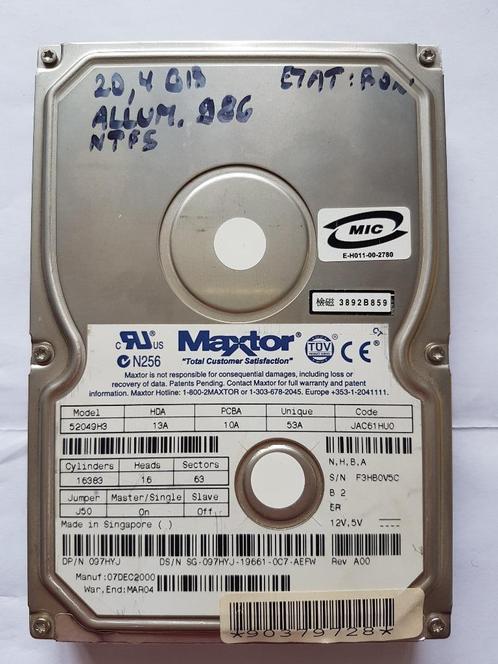 20,4 GIB ETAT: BON
ALLUM. 986
NTFS
MIC
E-H011-00-2780
檢磁 3892B859
c UL US
N256
Maxtor
"Total Customer Satisfaction"
TÜV
CE
Maxtor is not responsible for consequential damages, including loss or
recovery of data. Patents Pending. Contact Maxtor for full warranty and patent
information. Maxtor Hotline: 1-800-2MAXTOR or 1-303-678-2045. Europe +353-1-2041111.
Model HDA PCBA Unique Code
52049H3 13A 10A 53A JAC61HU0
Cylinders Heads Sectors
16383 16 63
Jumper Master/Single Slave
J50 On Off
N,H,B,A
S/N F3HB0V5C
B 2
ER
12V,5V
Made in Singapore ( )
DP/N 097HYJ DS/N SG-097HYJ-19661-0C7-AEFW Rev A00
Manuf:07DEC2000
War,End:MAR04
*90379728*